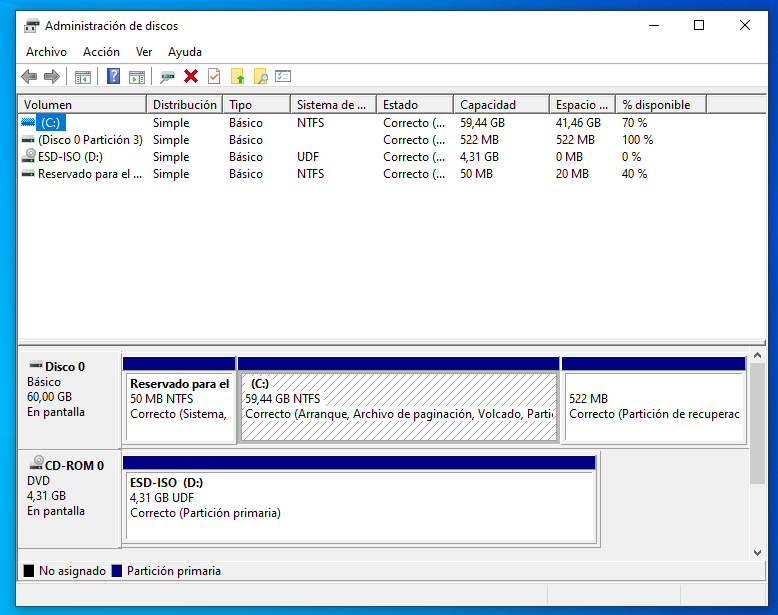 Administración de discos
Archivo Acción Ver Ayuda
Volumen Distribución Tipo Sistema de ... Estado Capacidad Espacio ... % disponible
(C:) Simple Básico NTFS Correcto (... 59,44 GB 41,46 GB 70 %
(Disco 0 Partición 3) Simple Básico Correcto (... 522 MB 522 MB 100 %
ESD-ISO (D:) Simple Básico UDF Correcto (... 4,31 GB 0 MB 0 %
Reservado para el ... Simple Básico NTFS Correcto (... 50 MB 20 MB 40 %
Disco 0
Básico
60,00 GB
En pantalla
Reservado para el
50 MB NTFS
Correcto (Sistema,
(C:)
59,44 GB NTFS
Correcto (Arranque, Archivo de paginación, Volcado, Parti
522 MB
Correcto (Partición de recuperac
CD-ROM 0
DVD
4,31 GB
En pantalla
ESD-ISO (D:)
4,31 GB UDF
Correcto (Partición primaria)
No asignado Partición primaria